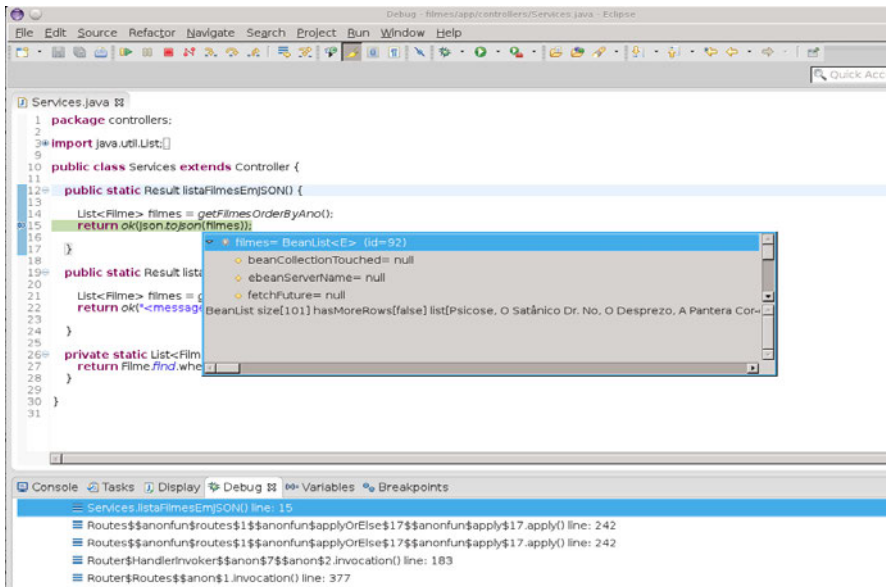 Debug - filmes/app/controllers/Services.java - Eclipse
File Edit Source Refactor Navigate Search Project Run Window Help
Quick Acc
Services.java
1 package controllers;
2
3 import java.util.List;
9
10 public class Services extends Controller {
11
12 public static Result listaFilmesEmJSON() {
13
14 List<Filme> filmes = getFilmesOrderByAno();
15 return ok(Json.toJson(filmes));
16
17 }
18
19 public static Result lista
20
21 List<Filme> filmes = g
22 return ok("<message
23
24 }
25
26 private static List<Film
27 return Filme.find.whe
28 }
29
30 }
31
filmes= BeanList<E> (id=92)
beanCollectionTouched= null
ebeanServerName= null
fetchFuture= null
BeanList size[101] hasMoreRows[false] list[Psicose, O Satânico Dr. No, O Desprezo, A Pantera Cor-
Console Tasks Display Debug Variables Breakpoints
Services.listaFilmesEmJSON() line: 15
Routes$$anonfun$routes$1$$anonfun$applyOrElse$17$$anonfun$apply$17.apply() line: 242
Routes$$anonfun$routes$1$$anonfun$applyOrElse$17$$anonfun$apply$17.apply() line: 242
Router$HandlerInvoker$$anon$7$$anon$2.invocation() line: 183
Router$Routes$$anon$1.invocation() line: 377